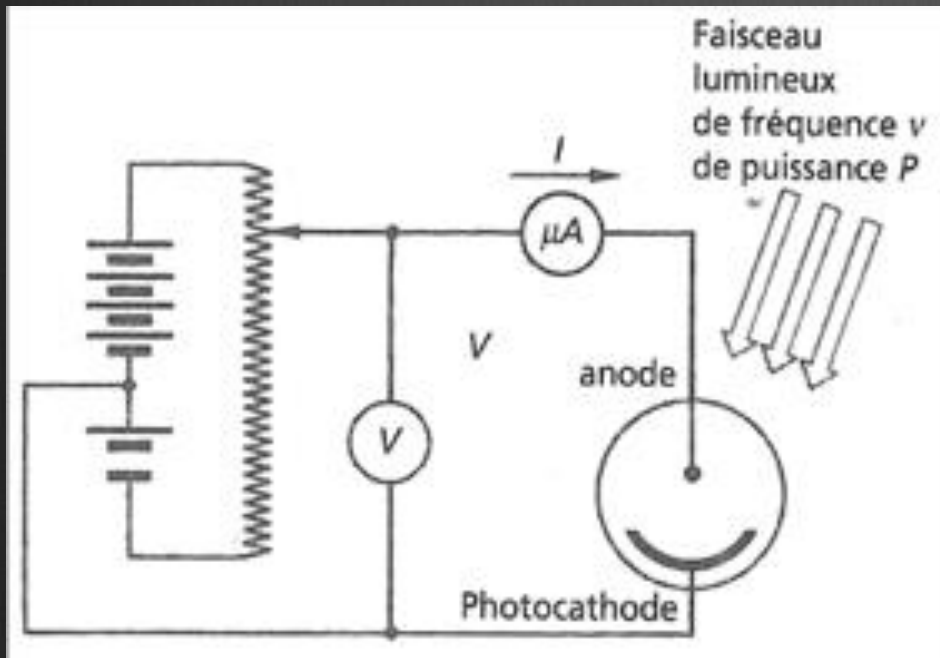 Faisceau
lumineux
de fréquence ν
de puissance P
I
μA
V
anode
V
Photocathode